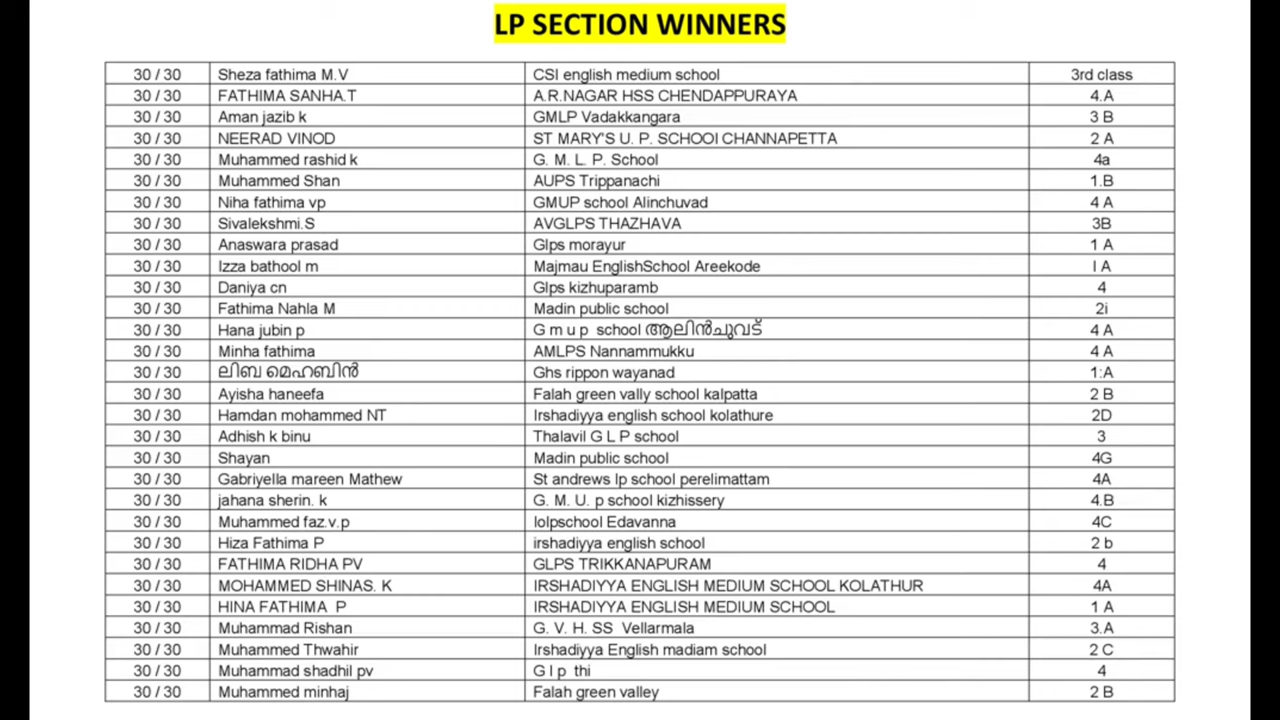 LP SECTION WINNERS
30 / 30 Sheza fathima M.V CSI english medium school 3rd class
30 / 30 FATHIMA SANHA.T A.R.NAGAR HSS CHENDAPPURAYA 4.A
30 / 30 Aman jazib k GMLP Vadakkangara 3 B
30 / 30 NEERAD VINOD ST MARY'S U. P. SCHOOl CHANNAPETTA 2 A
30 / 30 Muhammed rashid k G. M. L. P. School 4a
30 / 30 Muhammed Shan AUPS Trippanachi 1.B
30 / 30 Niha fathima vp GMUP school Alinchuvad 4 A
30 / 30 Sivalekshmi.S AVGLPS THAZHAVA 3B
30 / 30 Anaswara prasad Glps morayur 1 A
30 / 30 Izza bathool m Majmau EnglishSchool Areekode I A
30 / 30 Daniya cn Glps kizhuparamb 4
30 / 30 Fathima Nahla M Madin public school 2i
30 / 30 Hana jubin p G m u p school ആലിൻചുവട് 4 A
30 / 30 Minha fathima AMLPS Nannammukku 4 A
30 / 30 ലിബ മെഹബിൻ Ghs rippon wayanad 1:A
30 / 30 Ayisha haneefa Falah green vally school kalpatta 2 B
30 / 30 Hamdan mohammed NT Irshadiyya english school kolathure 2D
30 / 30 Adhish k binu Thalavil G L P school 3
30 / 30 Shayan Madin public school 4G
30 / 30 Gabriyella mareen Mathew St andrews lp school perelimattam 4A
30 / 30 jahana sherin. k G. M. U. p school kizhissery 4.B
30 / 30 Muhammed faz.v.p Iolpschool Edavanna 4C
30 / 30 Hiza Fathima P irshadiyya english school 2 b
30 / 30 FATHIMA RIDHA PV GLPS TRIKKANAPURAM 4
30 / 30 MOHAMMED SHINAS. K IRSHADIYYA ENGLISH MEDIUM SCHOOL KOLATHUR 4A
30 / 30 HINA FATHIMA P IRSHADIYYA ENGLISH MEDIUM SCHOOL 1 A
30 / 30 Muhammad Rishan G. V. H. SS Vellarmala 3.A
30 / 30 Muhammed Thwahir Irshadiyya English madiam school 2 C
30 / 30 Muhammad shadhil pv G l p thi 4
30 / 30 Muhammed minhaj Falah green valley 2 B